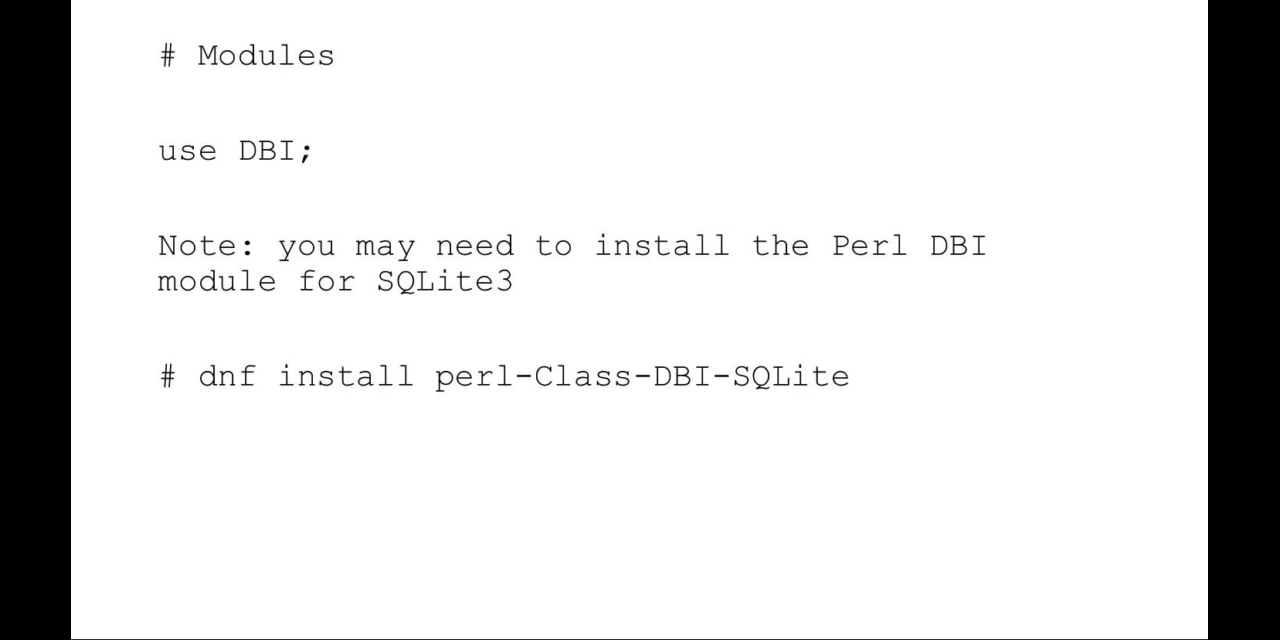 # Modules
use DBI;
Note: you may need to install the Perl DBI
module for SQLite3
# dnf install perl-Class-DBI-SQLite